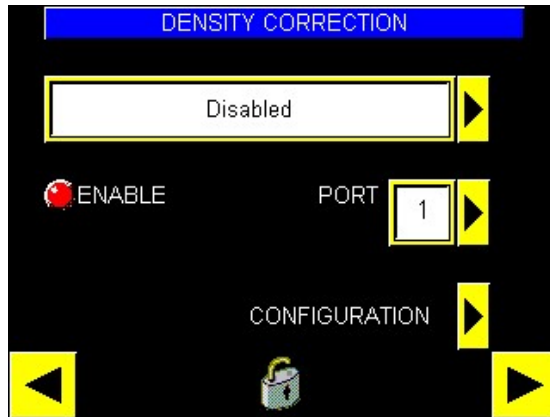 DENSITY CORRECTION
Disabled
ENABLE PORT 1
CONFIGURATION